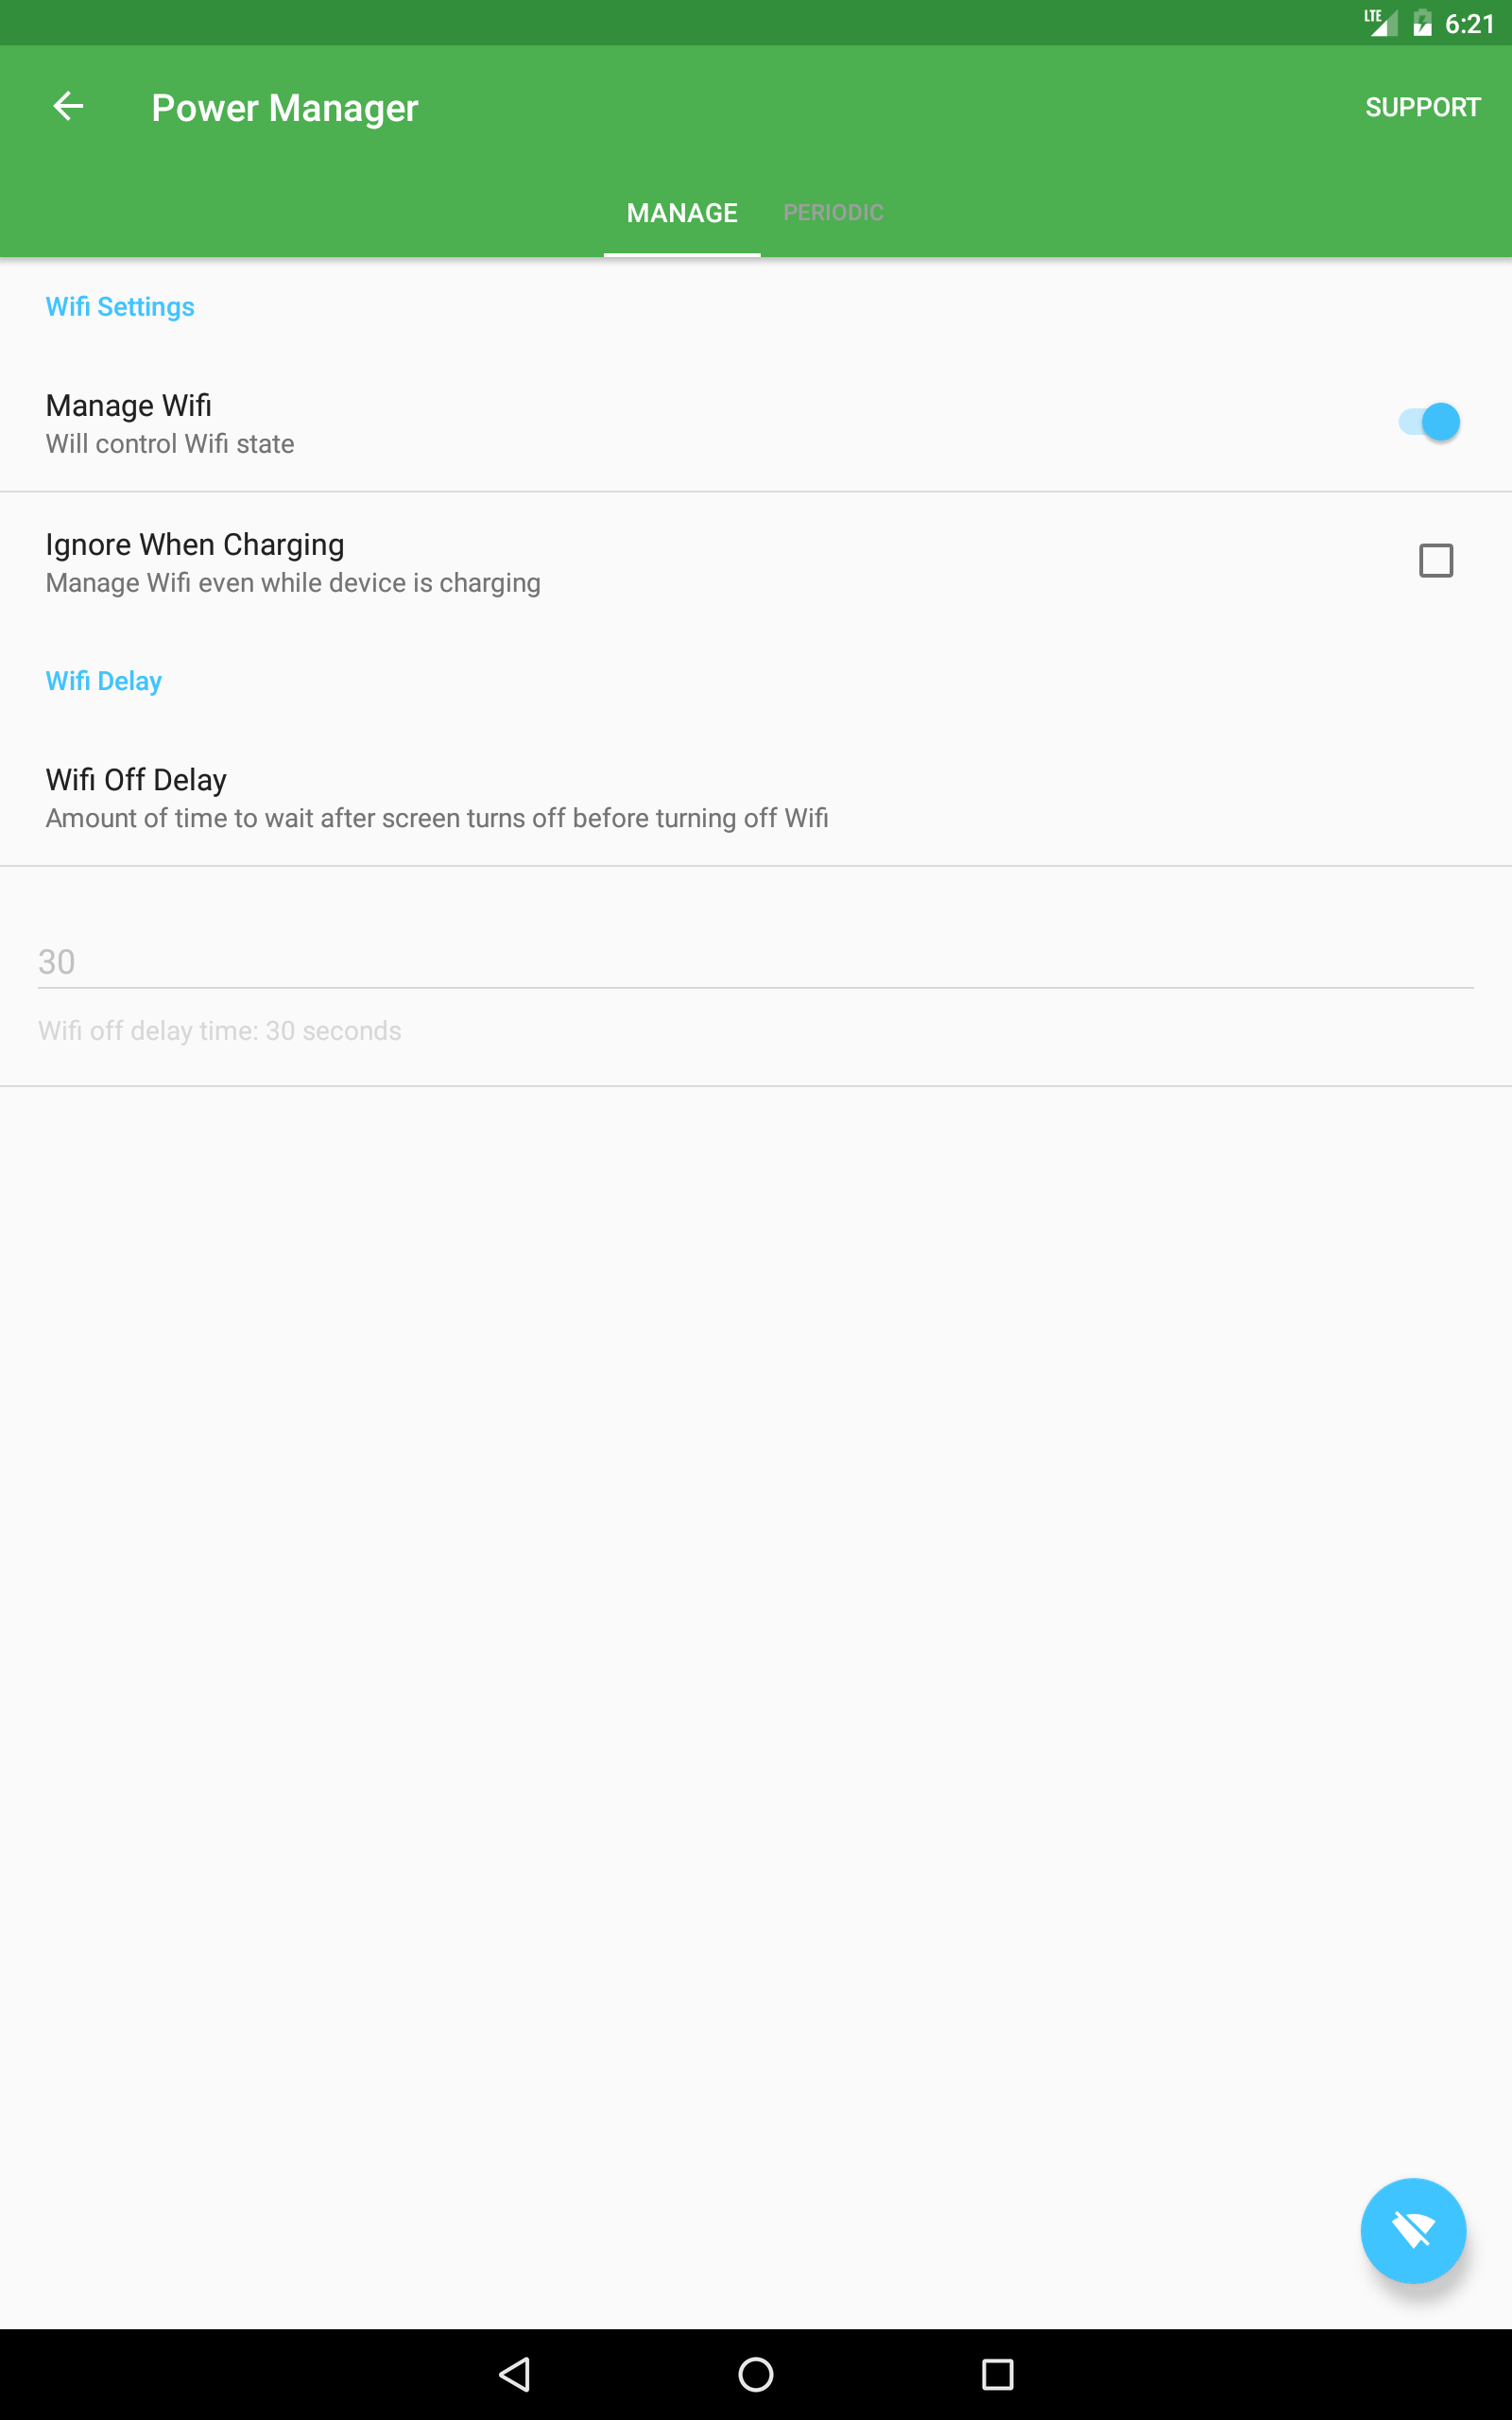 LTE 6:21
Power Manager SUPPORT
MANAGE PERIODIC
Wifi Settings
Manage Wifi
Will control Wifi state
Ignore When Charging
Manage Wifi even while device is charging
Wifi Delay
Wifi Off Delay
Amount of time to wait after screen turns off before turning off Wifi
30
Wifi off delay time: 30 seconds